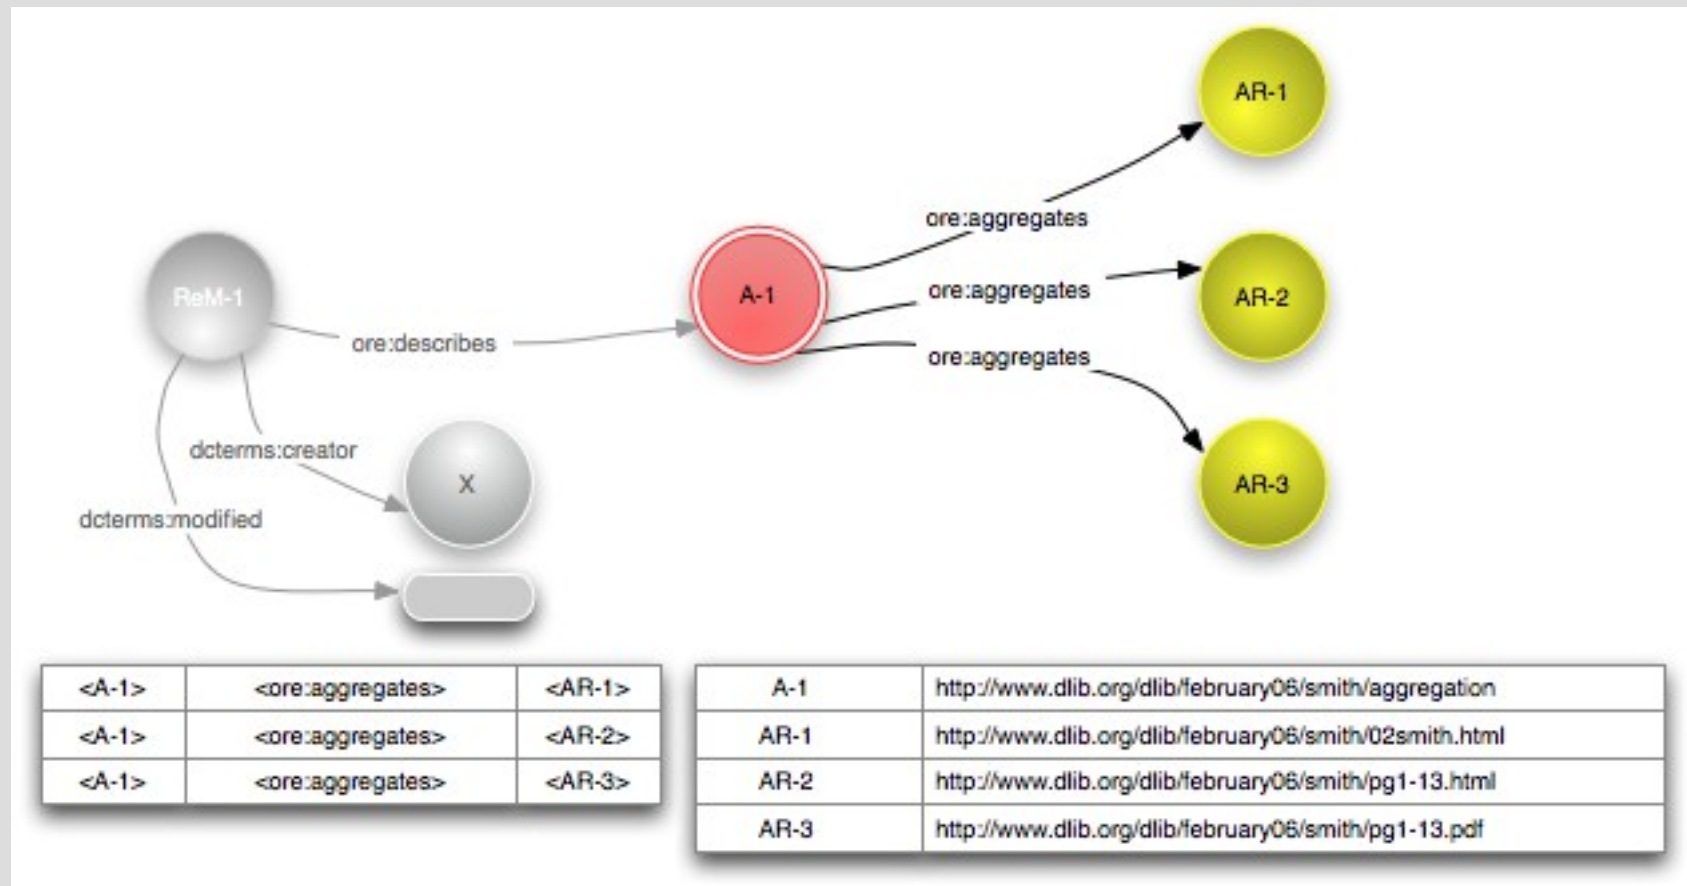 AR-1
ore:aggregates
ReM-1
A-1
ore:aggregates
AR-2
ore:describes
ore:aggregates
dcterms:creator
X
AR-3
dcterms:modified
<A-1> <ore:aggregates> <AR-1>
<A-1> <ore:aggregates> <AR-2>
<A-1> <ore:aggregates> <AR-3>
A-1 http://www.dlib.org/dlib/february06/smith/aggregation
AR-1 http://www.dlib.org/dlib/february06/smith/02smith.html
AR-2 http://www.dlib.org/dlib/february06/smith/pg1-13.html
AR-3 http://www.dlib.org/dlib/february06/smith/pg1-13.pdf